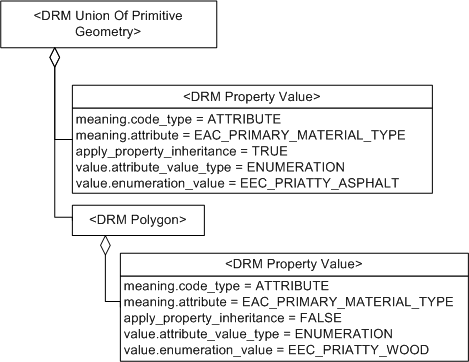 <DRM Union Of Primitive
Geometry>
<DRM Property Value>
meaning.code_type = ATTRIBUTE
meaning.attribute = EAC_PRIMARY_MATERIAL_TYPE
apply_property_inheritance = TRUE
value.attribute_value_type = ENUMERATION
value.enumeration_value = EEC_PRIATTY_ASPHALT
<DRM Polygon>
<DRM Property Value>
meaning.code_type = ATTRIBUTE
meaning.attribute = EAC_PRIMARY_MATERIAL_TYPE
apply_property_inheritance = FALSE
value.attribute_value_type = ENUMERATION
value.enumeration_value = EEC_PRIATTY_WOOD